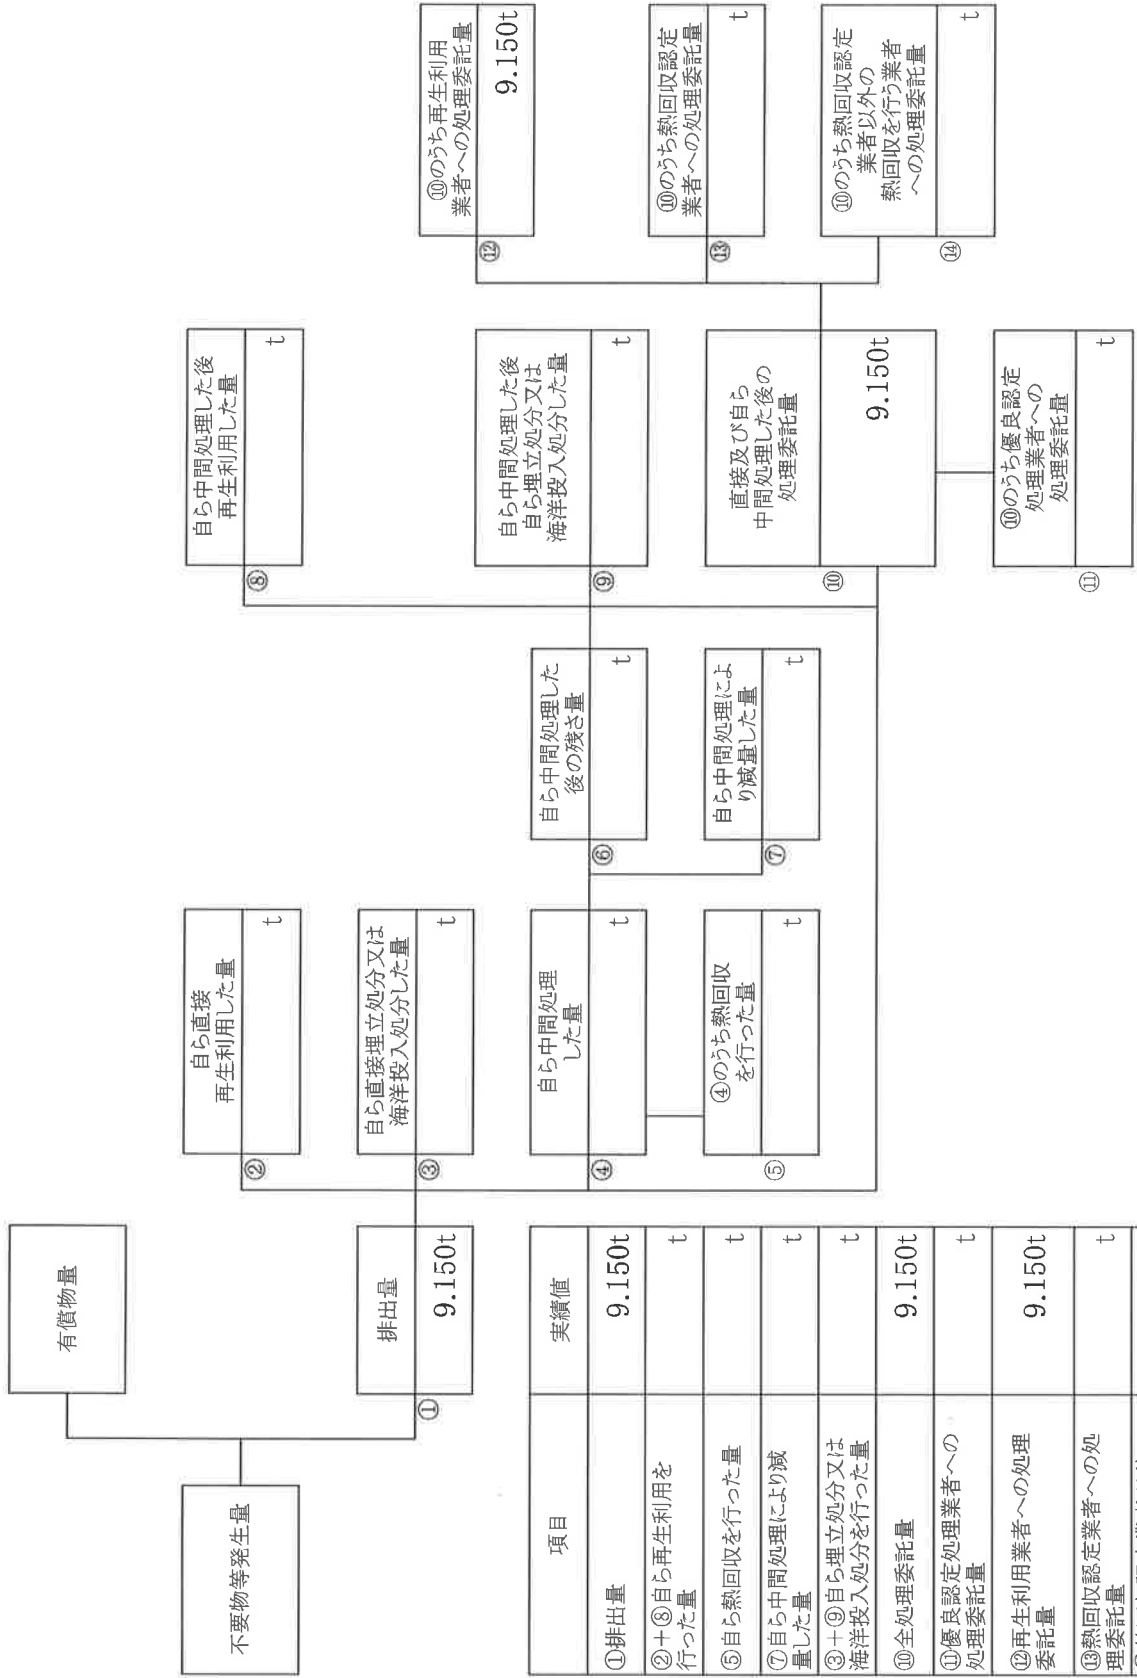 有償物量
不要物等発生量
排出量
①
9.150t
自ら直接
再生利用した量
②
t
自ら直接埋立処分又は
海洋投入処分した量
③
t
自ら中間処理
した量
④
t
④のうち熱回収
を行った量
⑤
t
自ら中間処理した
後の残さ量
⑥
t
自ら中間処理によ
り減量した量
⑦
t
自ら中間処理した後
再生利用した量
⑧
t
自ら中間処理した後
自ら埋立処分又は
海洋投入処分した量
⑨
t
直接及び自ら
中間処理した後の
処理委託量
⑩
9.150t
⑩のうち優良認定
処理業者への
処理委託量
⑪
t
⑩のうち再生利用
業者への処理委託量
⑫
9.150t
⑩のうち熱回収認定
業者への処理委託量
⑬
t
⑩のうち熱回収認定
業者以外の
熱回収を行う業者
への処理委託量
⑭
t
項目 実績値
①排出量 9.150t
②+⑧自ら再生利用を
行った量 t
⑤自ら熱回収を行った量 t
⑦自ら中間処理により減
量した量 t
③+⑨自ら埋立処分又は
海洋投入処分を行った量 t
⑩全処理委託量 9.150t
⑪優良認定処理業者への
処理委託量 t
⑫再生利用業者への処理
委託量 9.150t
⑬熱回収認定業者への処
理委託量 t